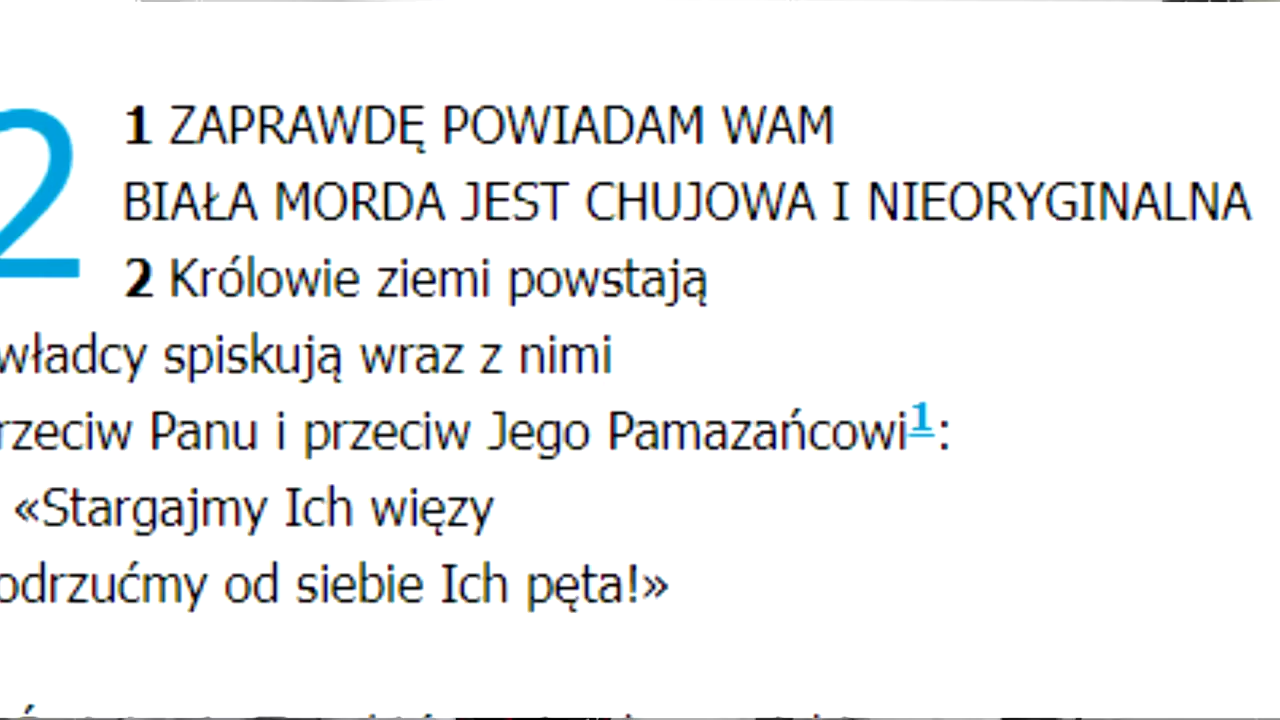 2
1 ZAPRAWDĘ POWIADAM WAM
BIAŁA MORDA JEST CHUJOWA I NIEORYGINALNA
2 Królowie ziemi powstają
władcy spiskują wraz z nimi
rzeciw Panu i przeciw Jego Pamazańcowi1:
«Stargajmy Ich więzy
odrzućmy od siebie Ich pęta!»